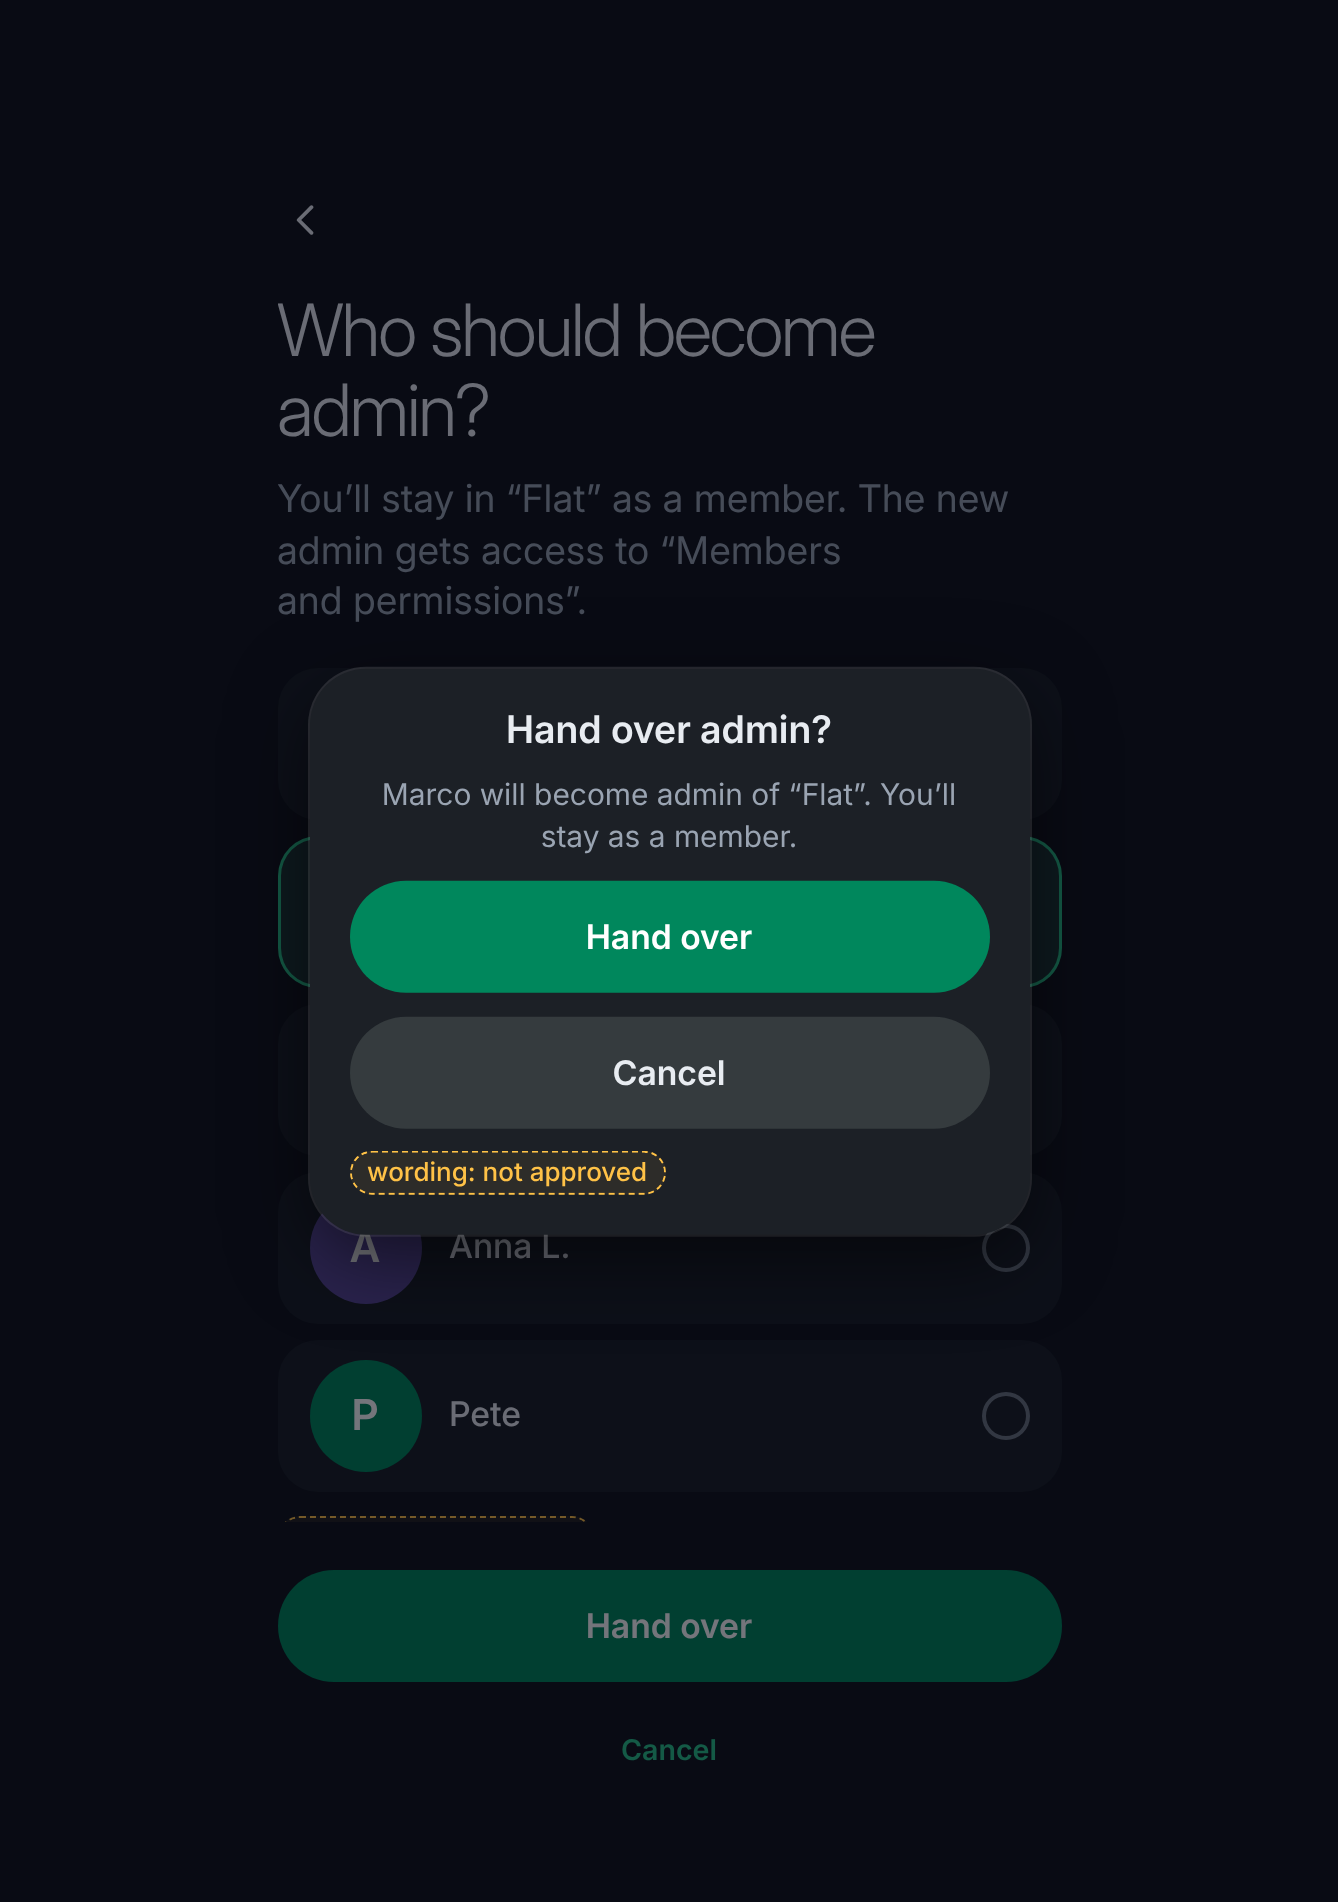 Who should become
admin?
You’ll stay in “Flat” as a member. The new
admin gets access to “Members
and permissions”.
Hand over admin?
Marco will become admin of “Flat”. You’ll
stay as a member.
Hand over
Cancel
wording: not approved
A
Anna L.
P
Pete
Hand over
Cancel